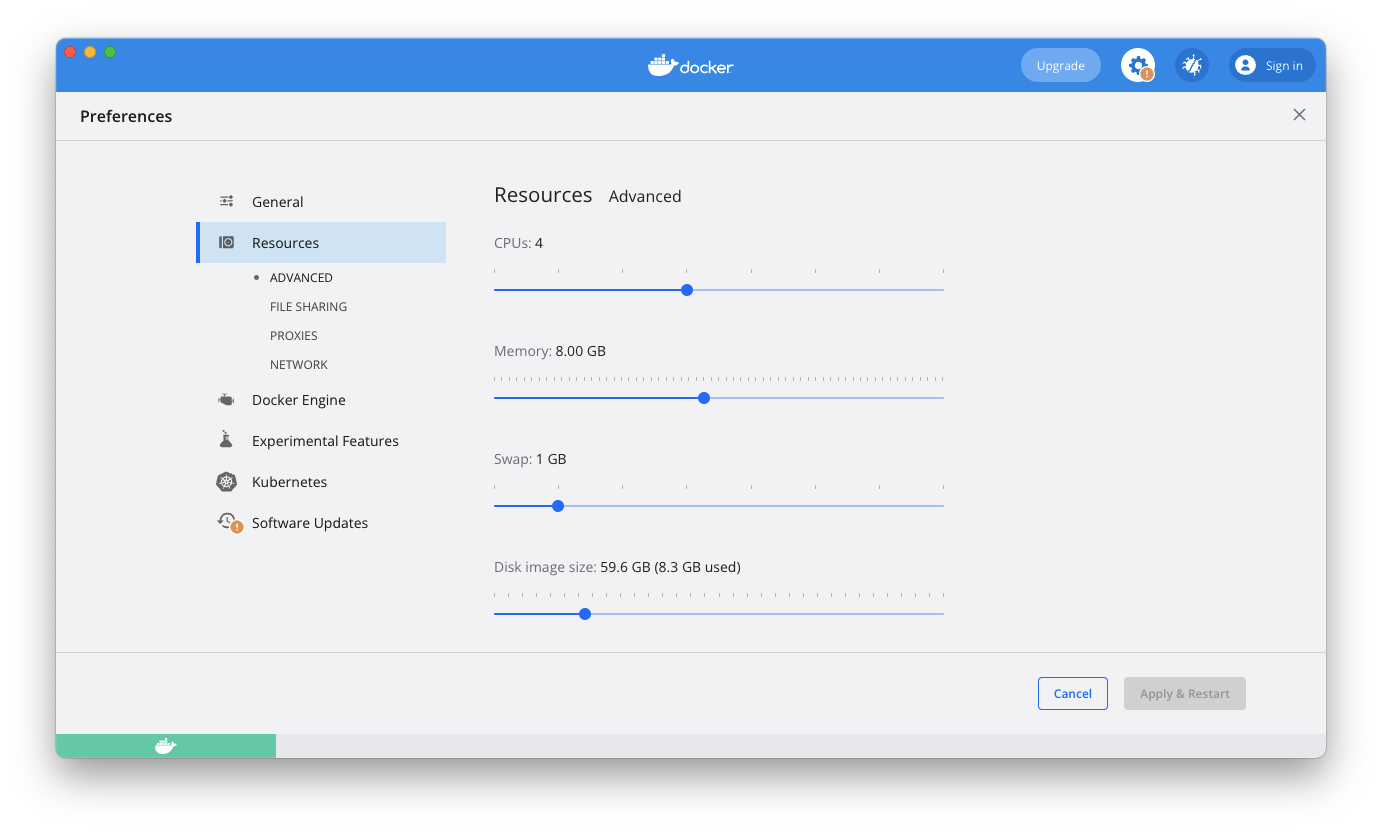 docker
Upgrade
!
Sign in
Preferences
General
Resources
ADVANCED
FILE SHARING
PROXIES
NETWORK
Docker Engine
Experimental Features
Kubernetes
!
Software Updates
Resources Advanced
CPUs: 4
Memory: 8.00 GB
Swap: 1 GB
Disk image size: 59.6 GB (8.3 GB used)
Cancel
Apply & Restart